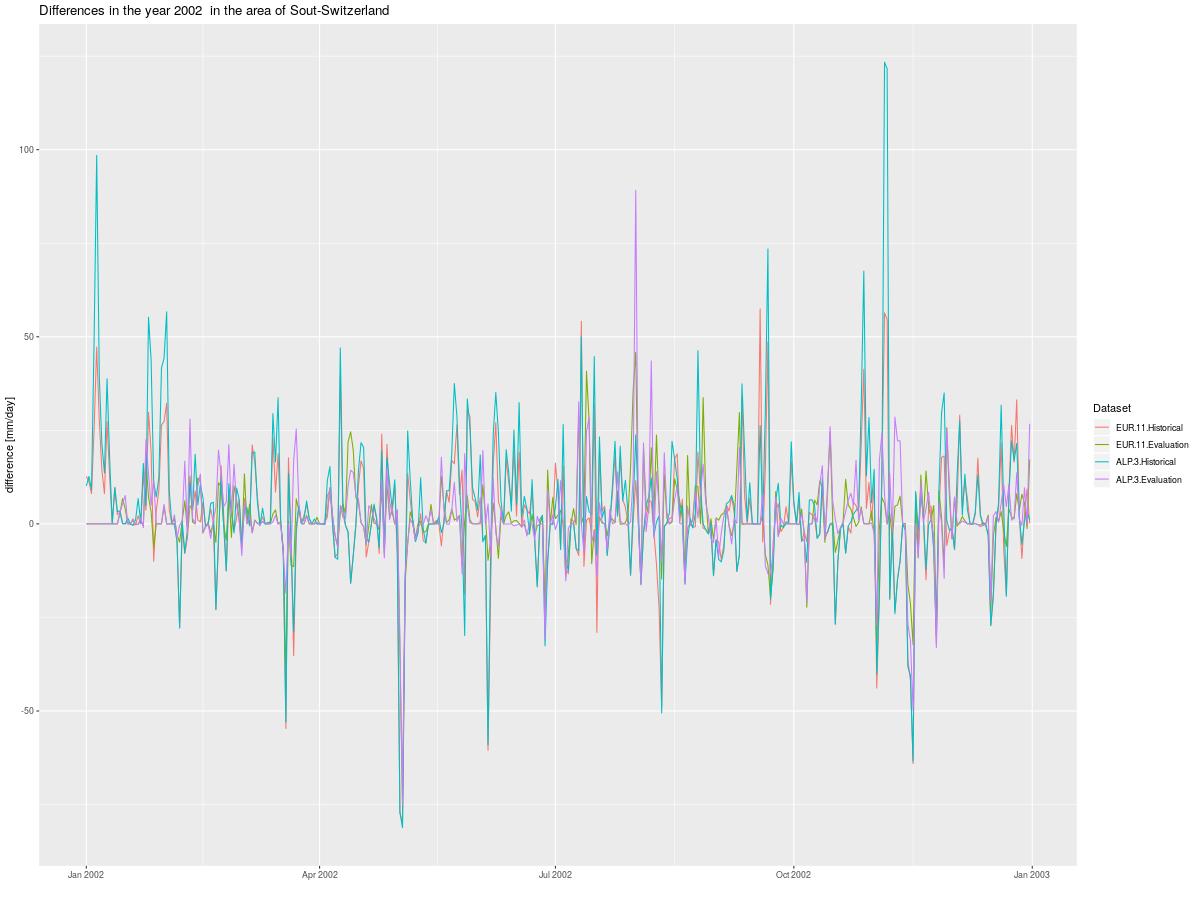 Differences in the year 2002  in the area of Sout-Switzerland
difference [mm/day]
100
50
0
-50
Jan 2002
Apr 2002
Jul 2002
Oct 2002
Jan 2003
Dataset
EUR.11.Historical
EUR.11.Evaluation
ALP.3.Historical
ALP.3.Evaluation